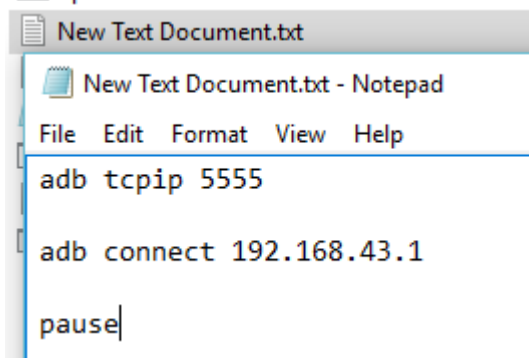 New Text Document.txt
New Text Document.txt - Notepad
File Edit Format View Help
adb tcpip 5555
adb connect 192.168.43.1
pause